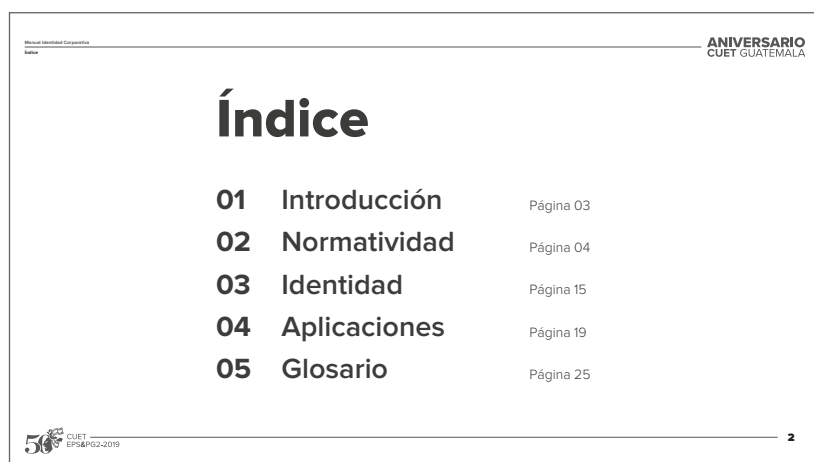 Manual Identidad Corporativa
Índice
ANIVERSARIO
CUET GUATEMALA
Índice
01 Introducción Página 03
02 Normatividad Página 04
03 Identidad Página 15
04 Aplicaciones Página 19
05 Glosario Página 25
50
CUET
EPS&PG2-2019
2